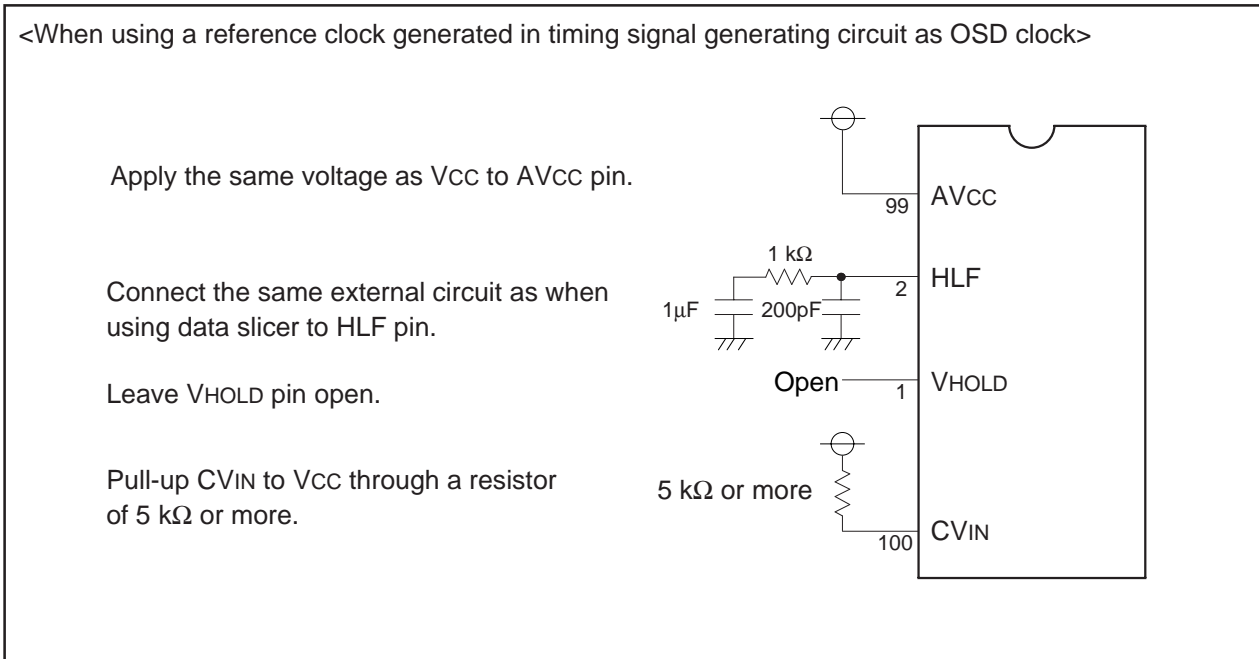 <When using a reference clock generated in timing signal generating circuit as OSD clock>
Apply the same voltage as VCC to AVCC pin.
99
AVCC
Connect the same external circuit as when
using data slicer to HLF pin.
1 kΩ
1μF
200pF
2
HLF
Leave VHOLD pin open.
Open
1
VHOLD
Pull-up CVIN to VCC through a resistor
of 5 kΩ or more.
5 kΩ or more
100
CVIN